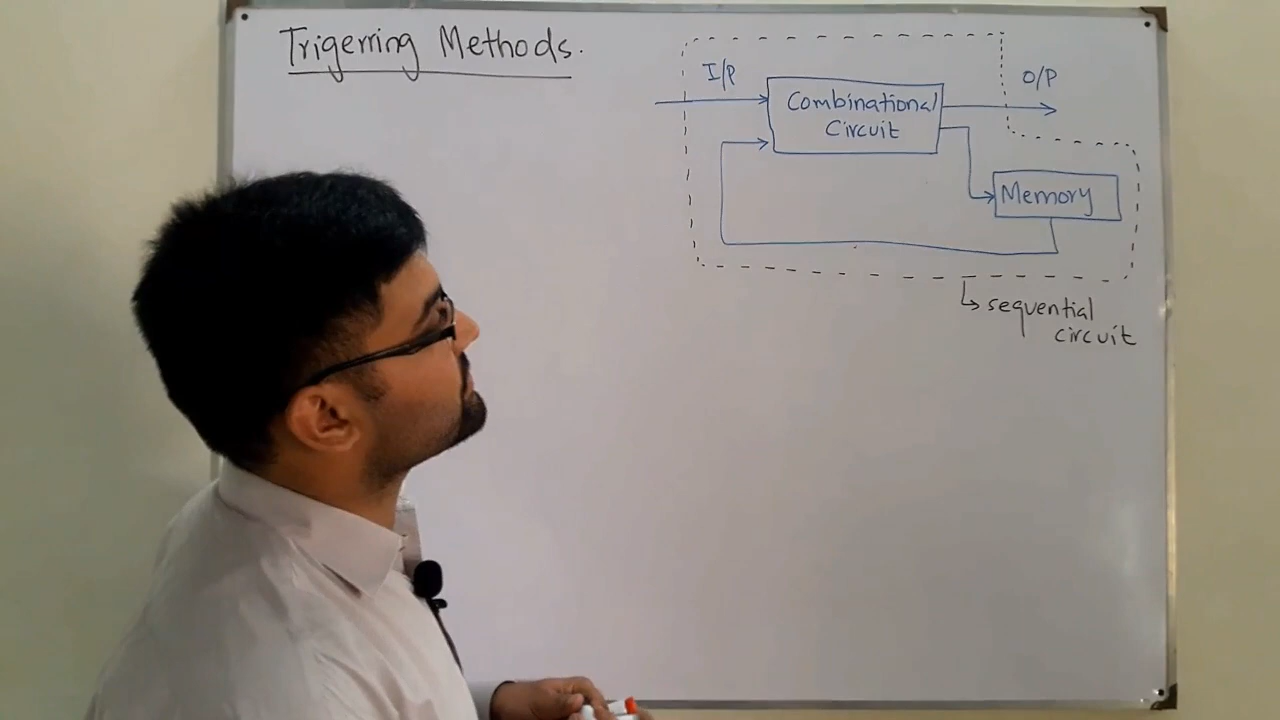 Trigerring Methods.
I/P
O/P
Combinational
Circuit
Memory
sequential
circuit